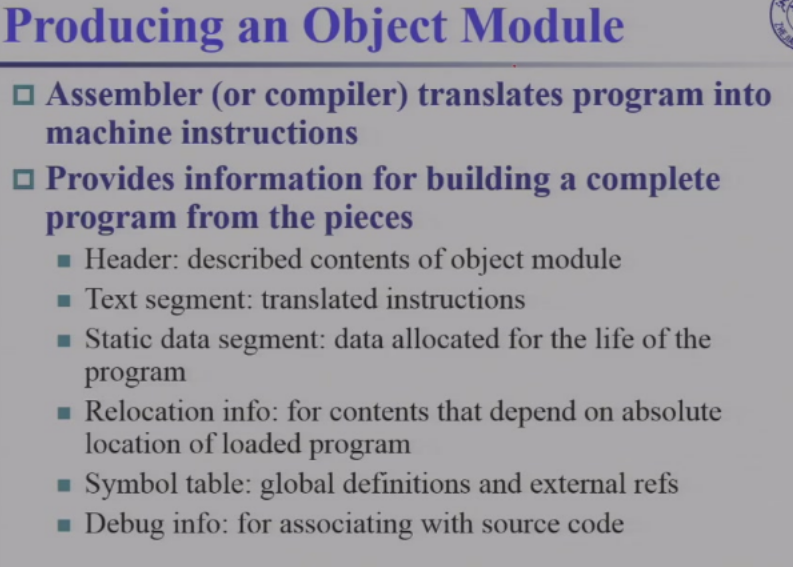 Producing an Object Module
Assembler (or compiler) translates program into
machine instructions
Provides information for building a complete
program from the pieces
Header: described contents of object module
Text segment: translated instructions
Static data segment: data allocated for the life of the
program
Relocation info: for contents that depend on absolute
location of loaded program
Symbol table: global definitions and external refs
Debug info: for associating with source code